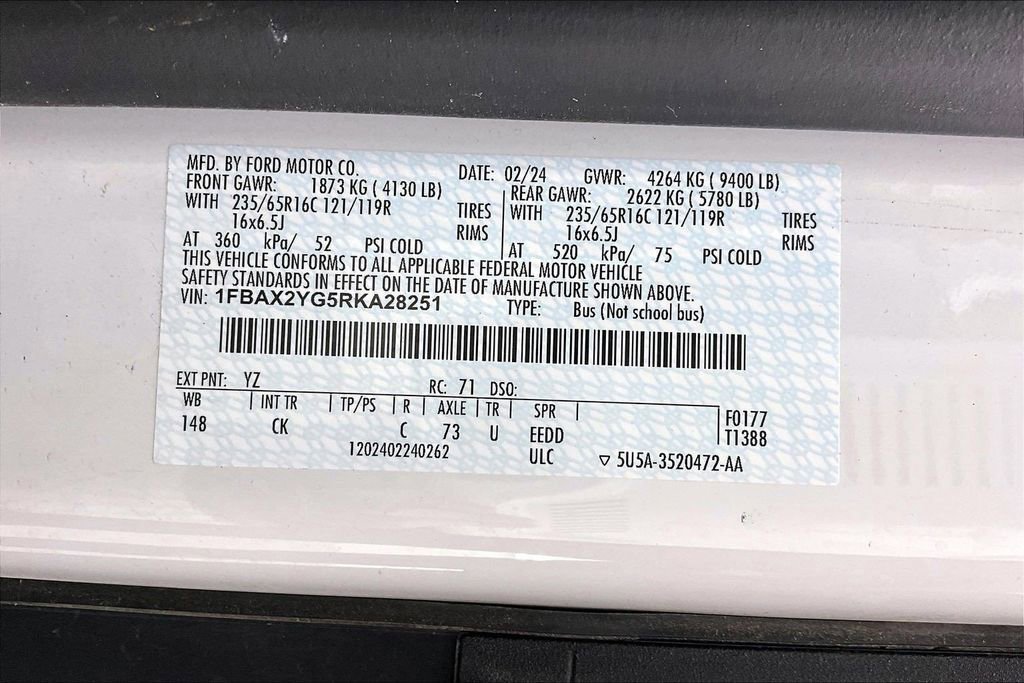 MFD. BY FORD MOTOR CO. DATE: 02/24 GVWR: 4264 KG ( 9400 LB)
FRONT GAWR: 1873 KG ( 4130 LB) REAR GAWR: 2622 KG ( 5780 LB)
WITH 235/65R16C 121/119R TIRES WITH 235/65R16C 121/119R TIRES
16x6.5J RIMS 16x6.5J RIMS
AT 360 kPa/ 52 PSI COLD AT 520 kPa/ 75 PSI COLD
THIS VEHICLE CONFORMS TO ALL APPLICABLE FEDERAL MOTOR VEHICLE
SAFETY STANDARDS IN EFFECT ON THE DATE OF MANUFACTURE SHOWN ABOVE.
VIN: 1FBAX2YG5RKA28251 TYPE: Bus (Not school bus)
EXT PNT: YZ RC: 71 DSO:
WB INT TR TP/PS R AXLE TR SPR F0177
148 CK C 73 U EEDD T1388
1202402240262 ULC ▽ 5U5A-3520472-AA